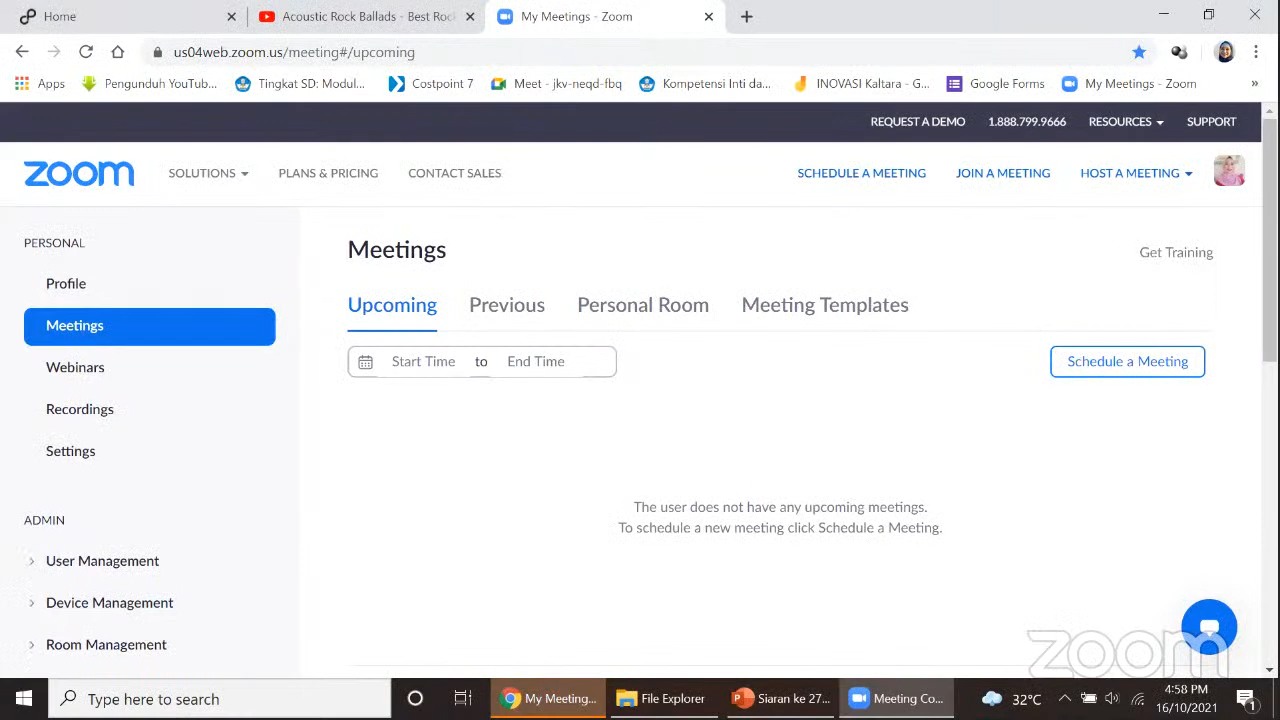 Home
Acoustic Rock Ballads - Best Roc
My Meetings - Zoom
us04web.zoom.us/meeting#/upcoming
Apps
Pengunduh YouTub...
Tingkat SD: Modul...
Costpoint 7
Meet - jkv-neqd-fbq
Kompetensi Inti da...
INOVASI Kaltara - G...
Google Forms
My Meetings - Zoom
»
REQUEST A DEMO
1.888.799.9666
RESOURCES
SUPPORT
zoom
SOLUTIONS
PLANS & PRICING
CONTACT SALES
SCHEDULE A MEETING
JOIN A MEETING
HOST A MEETING
PERSONAL
Profile
Meetings
Webinars
Recordings
Settings
ADMIN
User Management
Device Management
Room Management
Meetings
Get Training
Upcoming
Previous
Personal Room
Meeting Templates
Start Time to End Time
Schedule a Meeting
The user does not have any upcoming meetings.
To schedule a new meeting click Schedule a Meeting.
zoom
Type here to search
My Meeting...
File Explorer
Siaran ke 27...
Meeting Co...
32°C
4:58 PM
16/10/2021
1